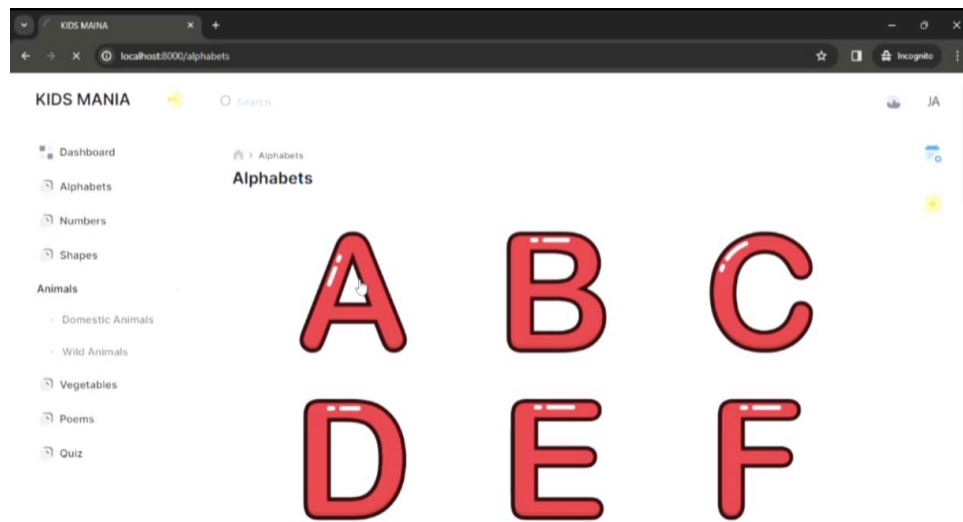 KIDS MAINA
localhost:8000/alphabets
Incognito
KIDS MANIA
Search
JA
Dashboard
Alphabets
Numbers
Shapes
Animals
Domestic Animals
Wild Animals
Vegetables
Poems
Quiz
> Alphabets
Alphabets
A B C
D E F